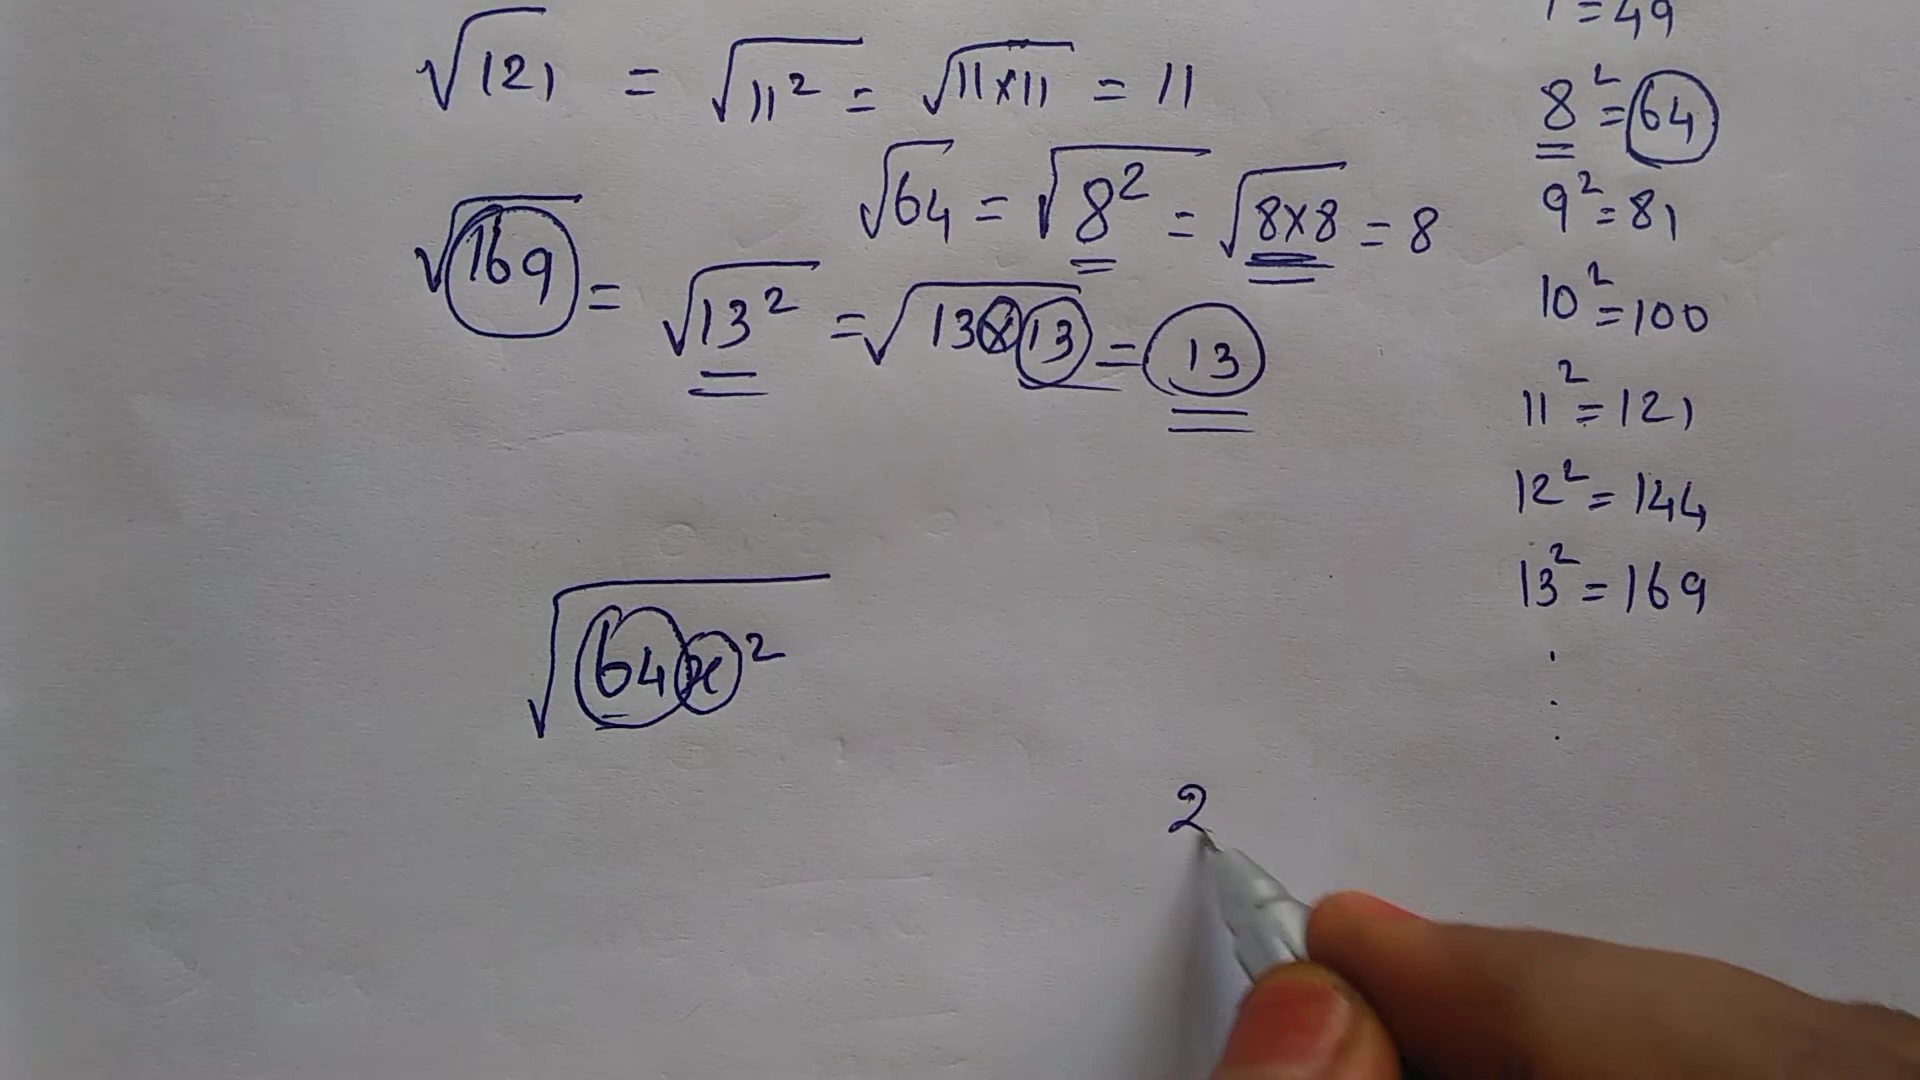 √121 = √11² = √11×11 = 11
√64 = √8² = √8×8 = 8
√169 = √13² = √13×13 = 13
√64x²
2
= 49
8² = 64
9² = 81
10² = 100
11² = 121
12² = 144
13² = 169
.
.
.